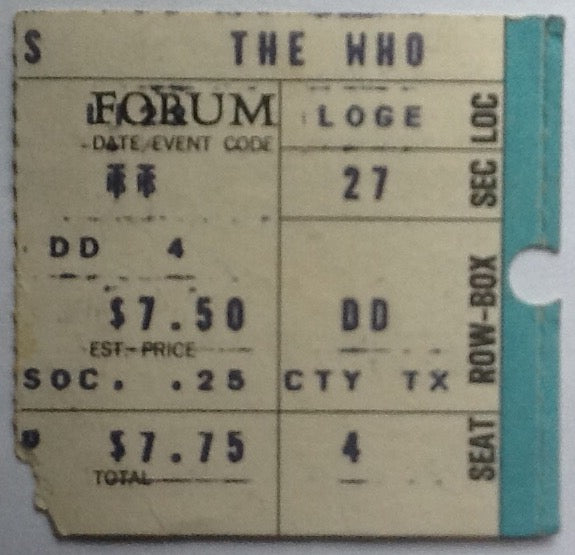 S THE WHO
FORUM LOGE LOC
DATE/EVENT CODE
27 SEC
DD 4
$7.50 DD ROW-BOX
EST. PRICE
SOC. .25 CTY TX
$7.75 4 SEAT
TOTAL